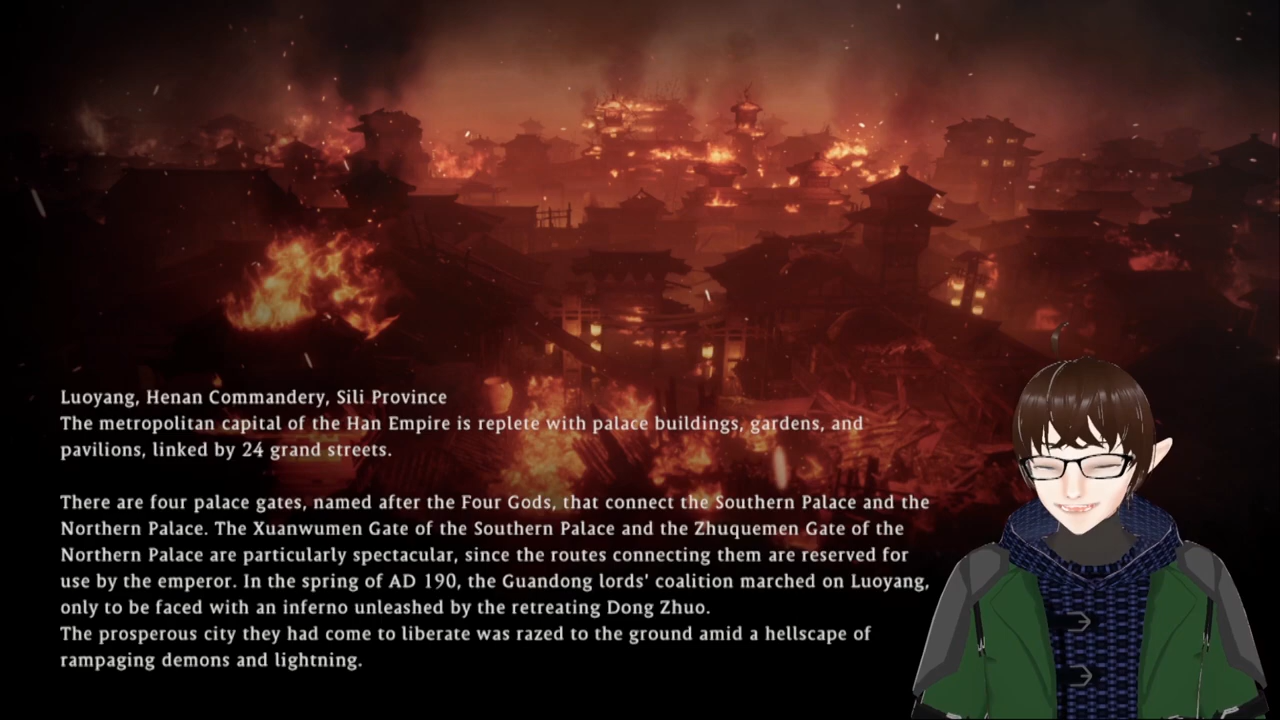 Luoyang, Henan Commandery, Sili Province
The metropolitan capital of the Han Empire is replete with palace buildings, gardens, and
pavilions, linked by 24 grand streets.
There are four palace gates, named after the Four Gods, that connect the Southern Palace and the
Northern Palace. The Xuanwumen Gate of the Southern Palace and the Zhuquemen Gate of the
Northern Palace are particularly spectacular, since the routes connecting them are reserved for
use by the emperor. In the spring of AD 190, the Guandong lords' coalition marched on Luoyang,
only to be faced with an inferno unleashed by the retreating Dong Zhuo.
The prosperous city they had come to liberate was razed to the ground amid a hellscape of
rampaging demons and lightning.